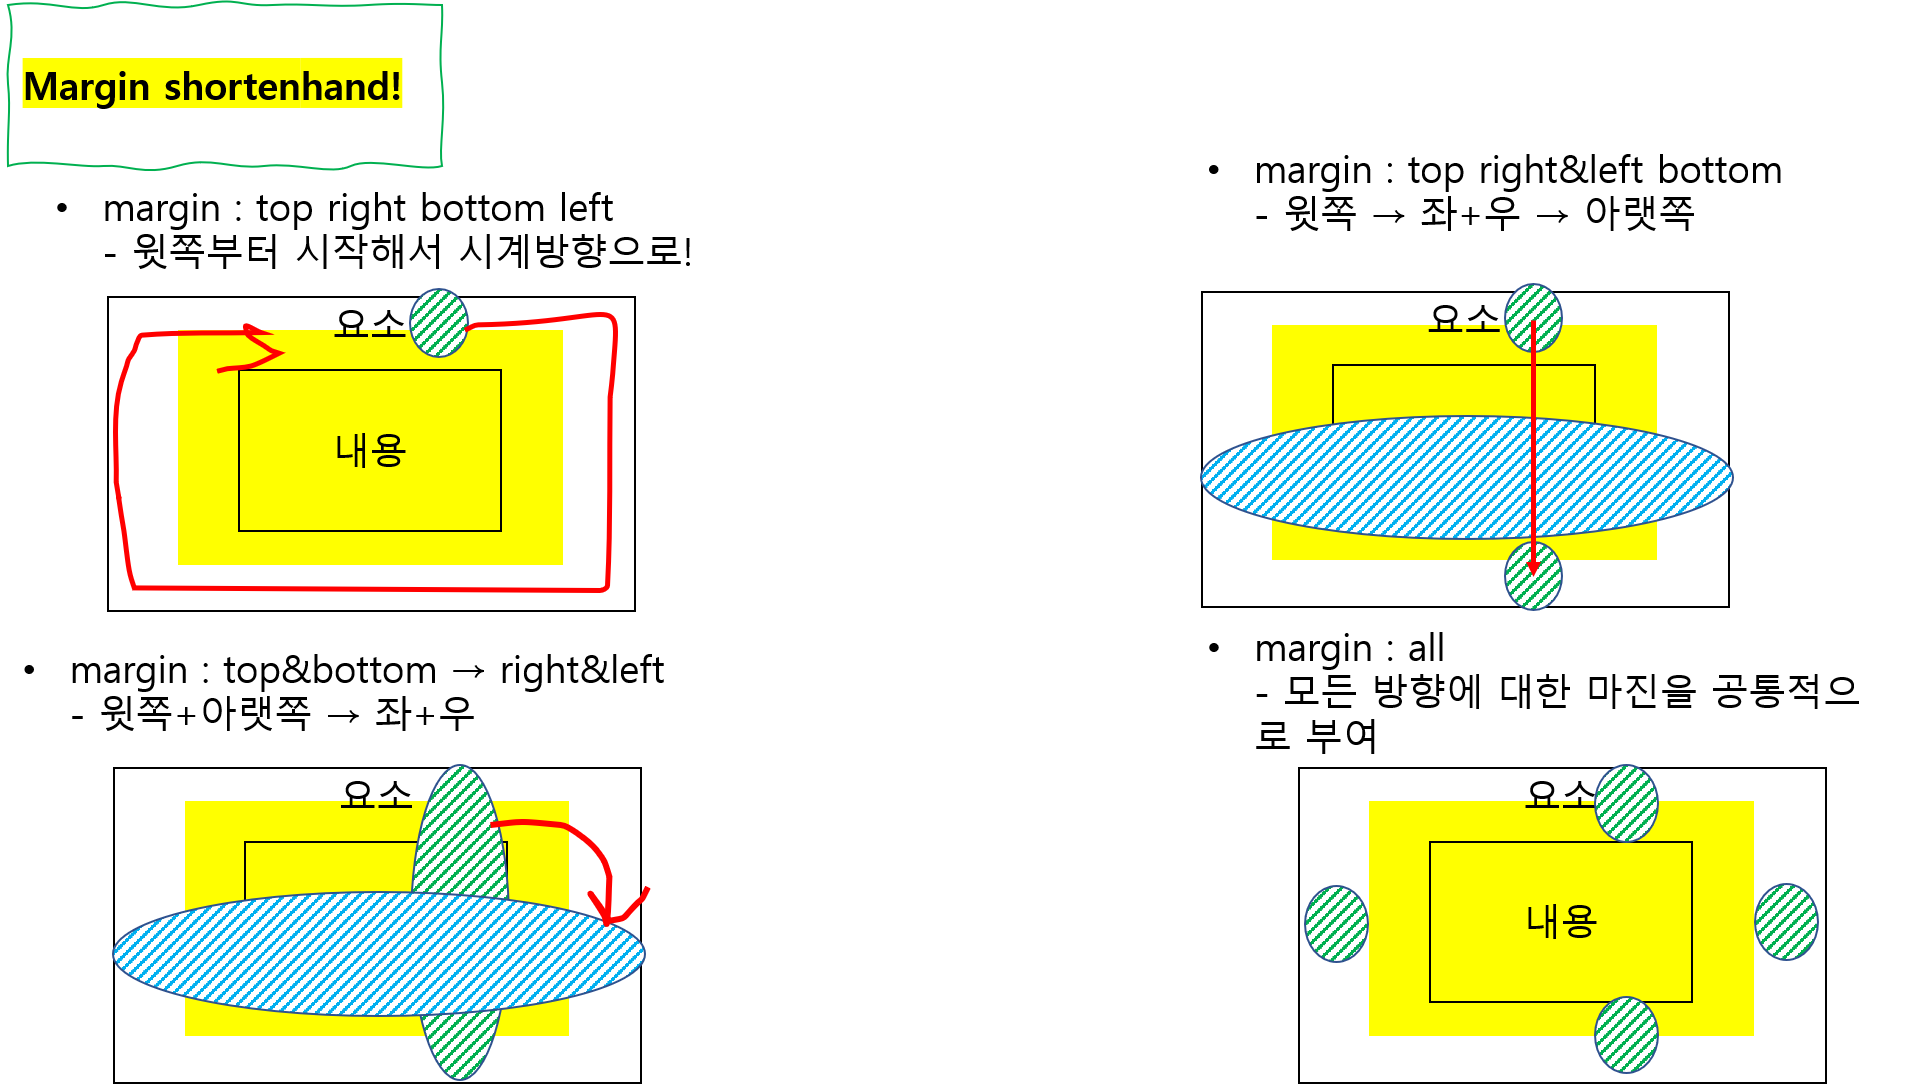 Margin shortenhand!
• margin : top right bottom left
- 윗쪽부터 시작해서 시계방향으로!
요소
내용
• margin : top right&left bottom
- 윗쪽 → 좌+우 → 아랫쪽
요소
• margin : top&bottom → right&left
- 윗쪽+아랫쪽 → 좌+우
요소
• margin : all
- 모든 방향에 대한 마진을 공통적으
로 부여
요소
내용